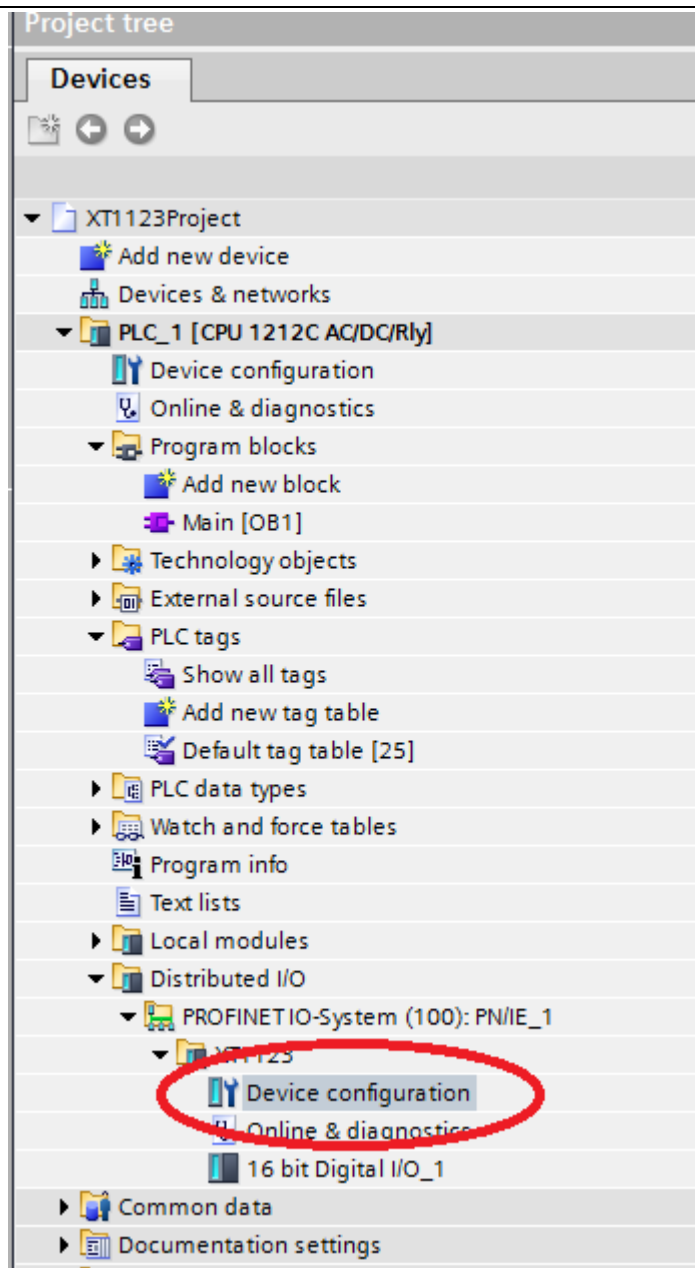 Project tree
Devices
XT1123Project
Add new device
Devices & networks
PLC_1 [CPU 1212C AC/DC/Rly]
Device configuration
Online & diagnostics
Program blocks
Add new block
Main [OB1]
Technology objects
External source files
PLC tags
Show all tags
Add new tag table
Default tag table [25]
PLC data types
Watch and force tables
Program info
Text lists
Local modules
Distributed I/O
PROFINET IO-System (100): PN/IE_1
XT1123
Device configuration
Online & diagnostics
16 bit Digital I/O_1
Common data
Documentation settings